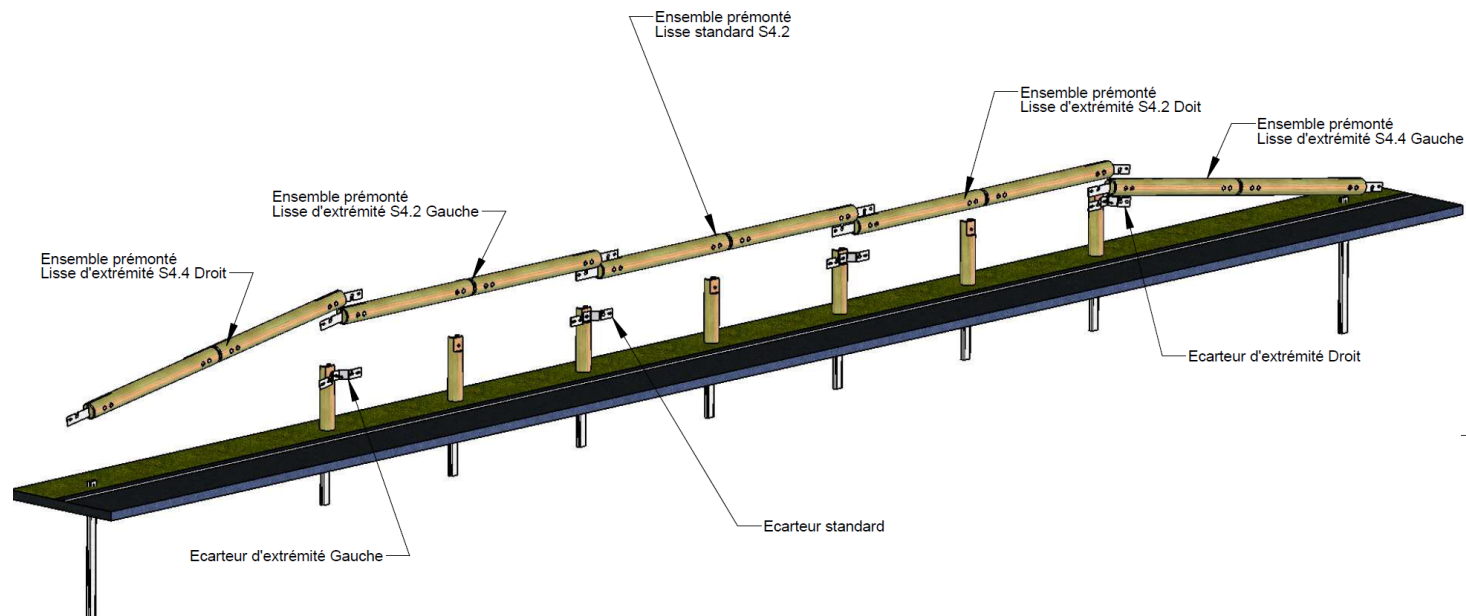 Ensemble prémonté
Lisse standard S4.2
Ensemble prémonté
Lisse d'extrémité S4.2 Doit
Ensemble prémonté
Lisse d'extrémité S4.4 Gauche
Ensemble prémonté
Lisse d'extrémité S4.2 Gauche
Ensemble prémonté
Lisse d'extrémité S4.4 Droit
Ecarteur d'extrémité Droit
Ecarteur standard
Ecarteur d'extrémité Gauche